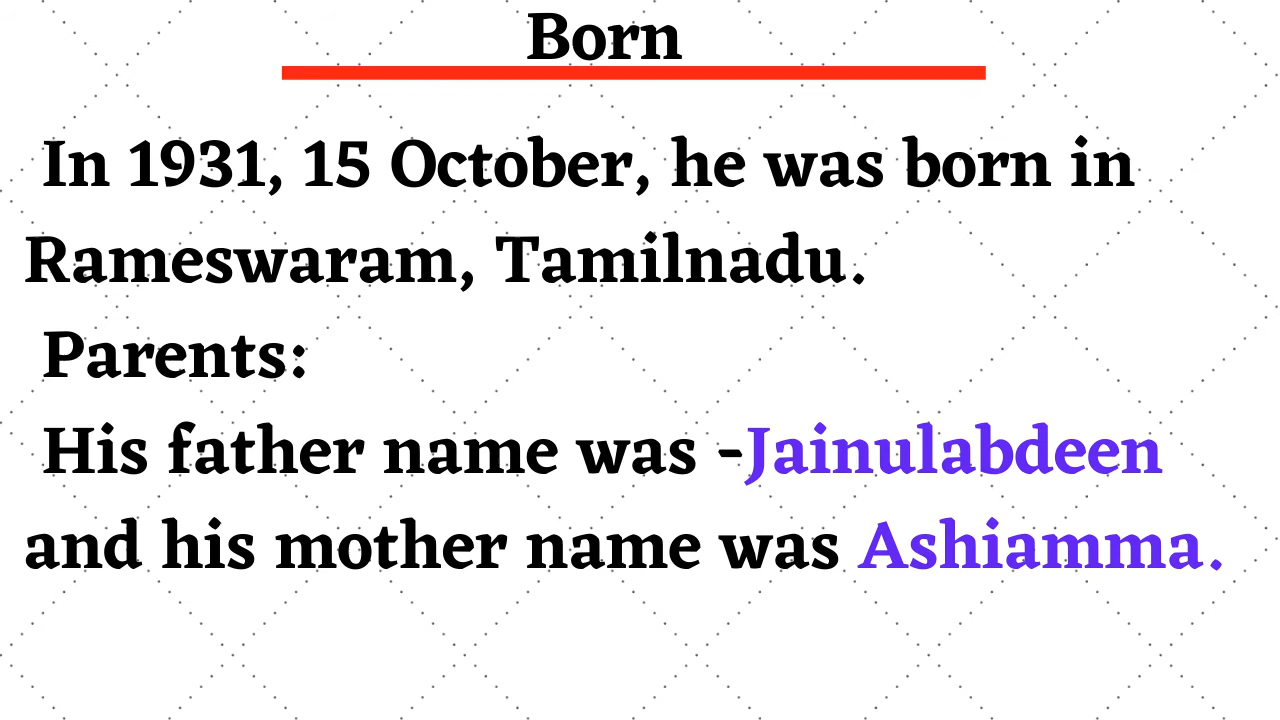 Born
In 1931, 15 October, he was born in
Rameswaram, Tamilnadu.
Parents:
His father name was -Jainulabdeen
and his mother name was Ashiamma.